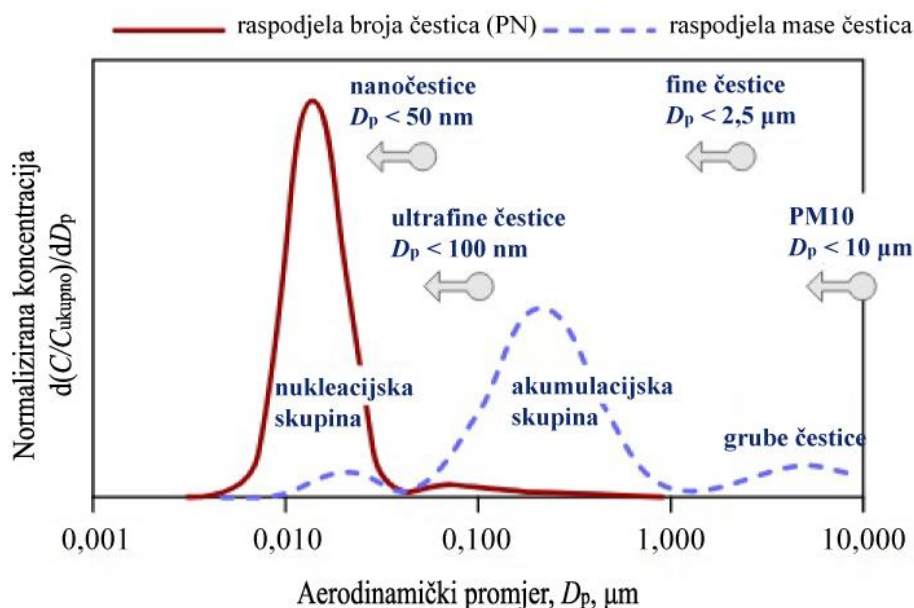 raspodjela broja čestica (PN)
raspodjela mase čestica
nanočestice
Dp < 50 nm
fine čestice
Dp < 2,5 μm
ultrafine čestice
Dp < 100 nm
PM10
Dp < 10 μm
nukleacijska
skupina
akumulacijska
skupina
grube čestice
Normalizirana koncentracija
d(C/Cukupno)/dDp
0,001
0,010
0,100
1,000
10,000
Aerodinamički promjer, Dp, μm